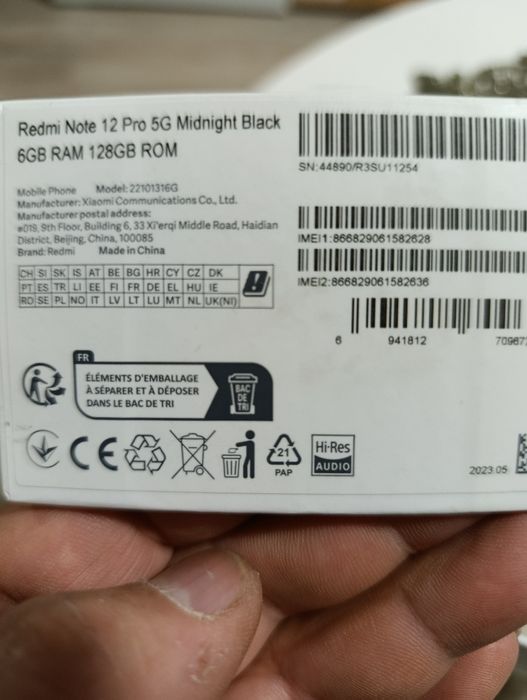 Redmi Note 12 Pro 5G Midnight Black
6GB RAM 128GB ROM
Mobile Phone Model: 22101316G
Manufacturer: Xiaomi Communications Co., Ltd.
Manufacturer postal address:
#019, 9th Floor, Building 6, 33 Xi'erqi Middle Road, Haidian
District, Beijing, China, 100085
Brand: Redmi Made in China
CH SI SK IS AT BE BG HR CY CZ DK
PT ES TR LI EE FI FR DE EL HU IE
RO SE PL NO IT LV LT LU MT NL UK(NI)
SN:44890/R3SU11254
IMEI1:866829061582628
IMEI2:866829061582636
6 941812 70967
FR
ÉLÉMENTS D'EMBALLAGE
À SÉPARER ET À DÉPOSER
DANS LE BAC DE TRI
BAC
DE
TRI
CE
21
PAP
Hi-Res
AUDIO
2023.05